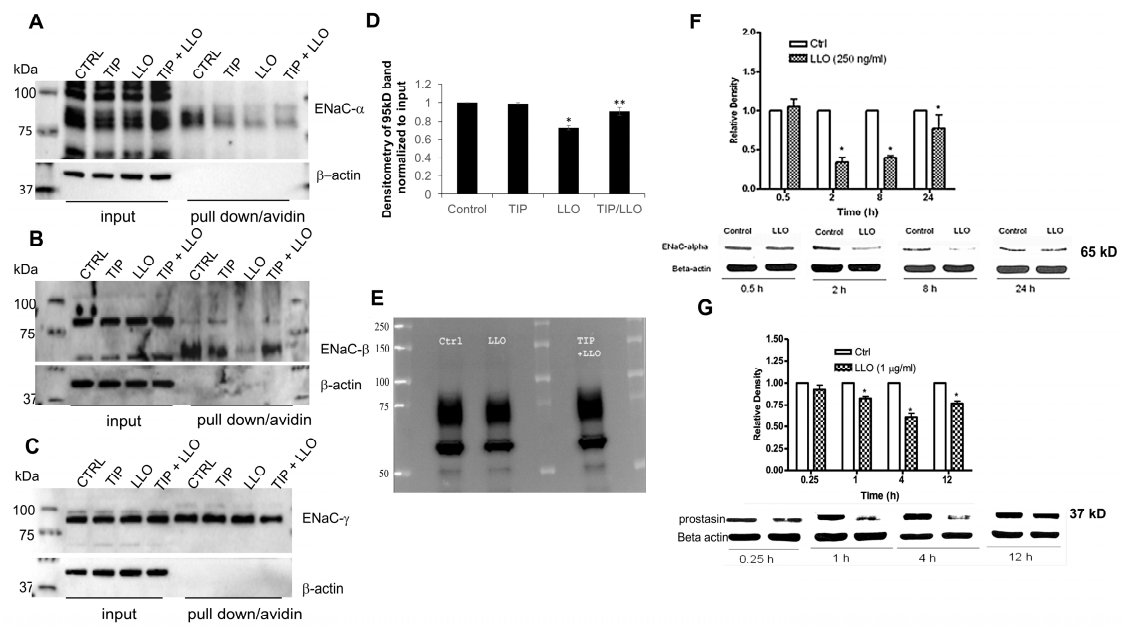 A
kDa
CTRL
TIP
LLO
TIP + LLO
CTRL
TIP
LLO
TIP + LLO
100
75
37
ENaC-α
β-actin
input
pull down/avidin
B
kDa
CTRL
TIP
LLO
TIP + LLO
CTRL
TIP
LLO
TIP + LLO
100
75
37
ENaC-β
β-actin
input
pull down/avidin
C
kDa
CTRL
TIP
LLO
TIP + LLO
CTRL
TIP
LLO
TIP + LLO
100
75
37
ENaC-γ
β-actin
input
pull down/avidin
D
Densitometry of 95kD band
normalized to input
1.2
1
0.8
0.6
0.4
0.2
0
*
**
Control
TIP
LLO
TIP/LLO
E
250
150
100
75
50
Ctrl
LLO
TIP
+LLO
F
Relative Density
2.0
1.5
1.0
0.5
0.0
Ctrl
LLO (250 ng/ml)
*
*
*
0.5
2
8
24
Time (h)
Control
LLO
Control
LLO
Control
LLO
Control
LLO
ENaC-alpha
Beta-actin
65 kD
0.5 h
2 h
8 h
24 h
G
Relative Density
1.50
1.25
1.00
0.75
0.50
0.25
0.00
Ctrl
LLO (1 µg/ml)
*
*
*
0.25
1
4
12
Time (h)
prostasin
Beta actin
37 kD
0.25 h
1 h
4 h
12 h